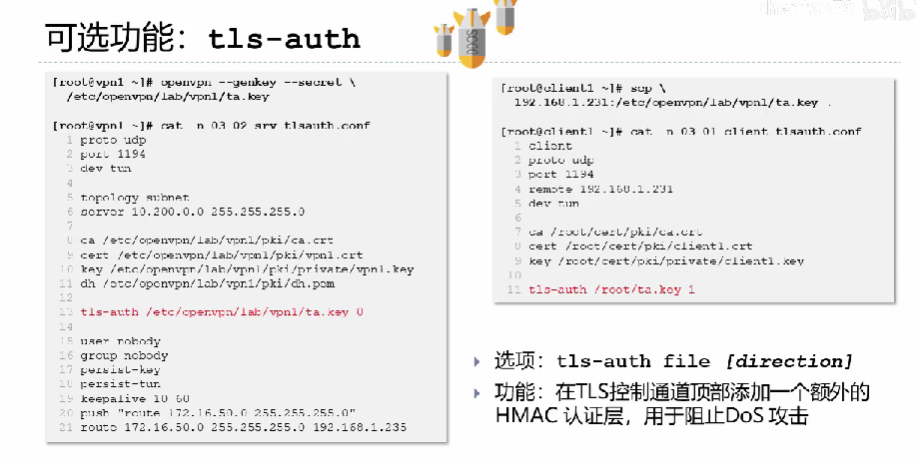 可选功能：tls-auth
[root@vpn1 ~]# openvpn --genkey --secret \
/etc/openvpn/lab/vpn1/ta.key
[root@vpn1 ~]# cat -n 03-02-srv-tlsauth.conf
1 proto udp
2 port 1194
3 dev tun
4
5 topology subnet
6 server 10.200.0.0 255.255.255.0
7
8 ca /etc/openvpn/lab/vpn1/pki/ca.crt
9 cert /etc/openvpn/lab/vpn1/pki/vpn1.crt
10 key /etc/openvpn/lab/vpn1/pki/private/vpn1.key
11 dh /etc/openvpn/lab/vpn1/pki/dh.pem
12
13 tls-auth /etc/openvpn/lab/vpn1/ta.key 0
14
15 user nobody
16 group nobody
17 persist-key
18 persist-tun
19 keepalive 10 60
20 push "route 172.16.50.0 255.255.255.0"
21 route 172.16.50.0 255.255.255.0 192.168.1.235
[root@client1 ~]# scp \
192.168.1.231:/etc/openvpn/lab/vpn1/ta.key .
[root@client1 ~]# cat -n 03-01-client-tlsauth.conf
1 client
2 proto udp
3 port 1194
4 remote 192.168.1.231
5 dev tun
6
7 ca /root/cert/pki/ca.crt
8 cert /root/cert/pki/client1.crt
9 key /root/cert/pki/private/client1.key
10
11 tls-auth /root/ta.key 1
选项：tls-auth file [direction]
功能：在TLS控制通道顶部添加一个额外的
HMAC 认证层，用于阻止DoS 攻击